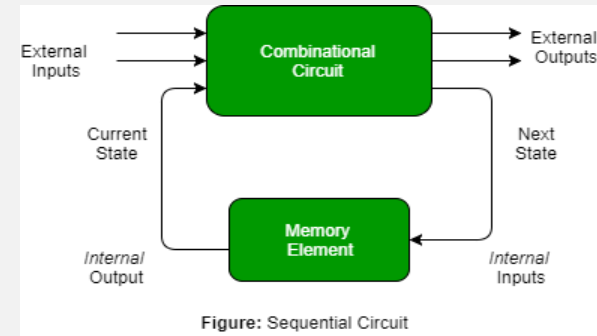 External
Inputs
Combinational
Circuit
External
Outputs
Current
State
Next
State
Memory
Element
Internal
Output
Internal
Inputs
Figure: Sequential Circuit